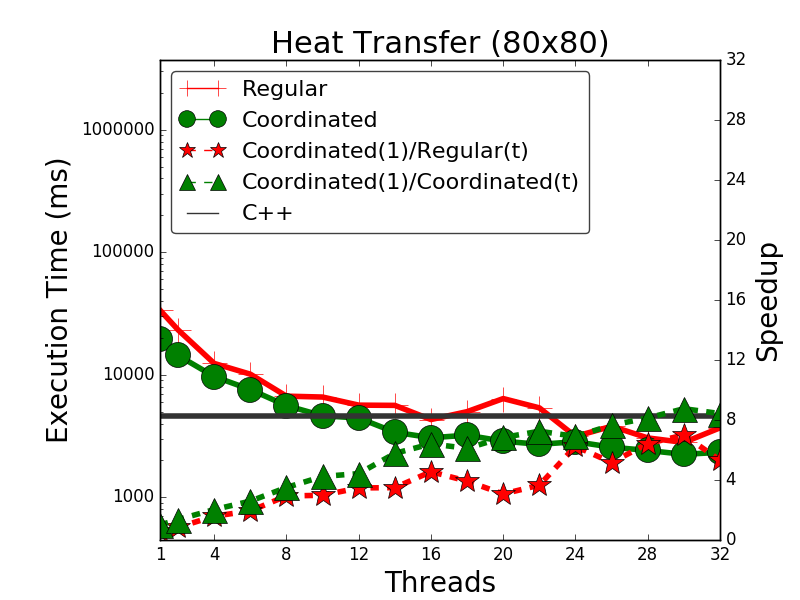 Heat Transfer (80x80)
Regular
Coordinated
Coordinated(1)/Regular(t)
Coordinated(1)/Coordinated(t)
C++
Execution Time (ms)
1000000
100000
10000
1000
Speedup
32
28
24
20
16
12
8
4
0
1 4 8 12 16 20 24 28 32
Threads